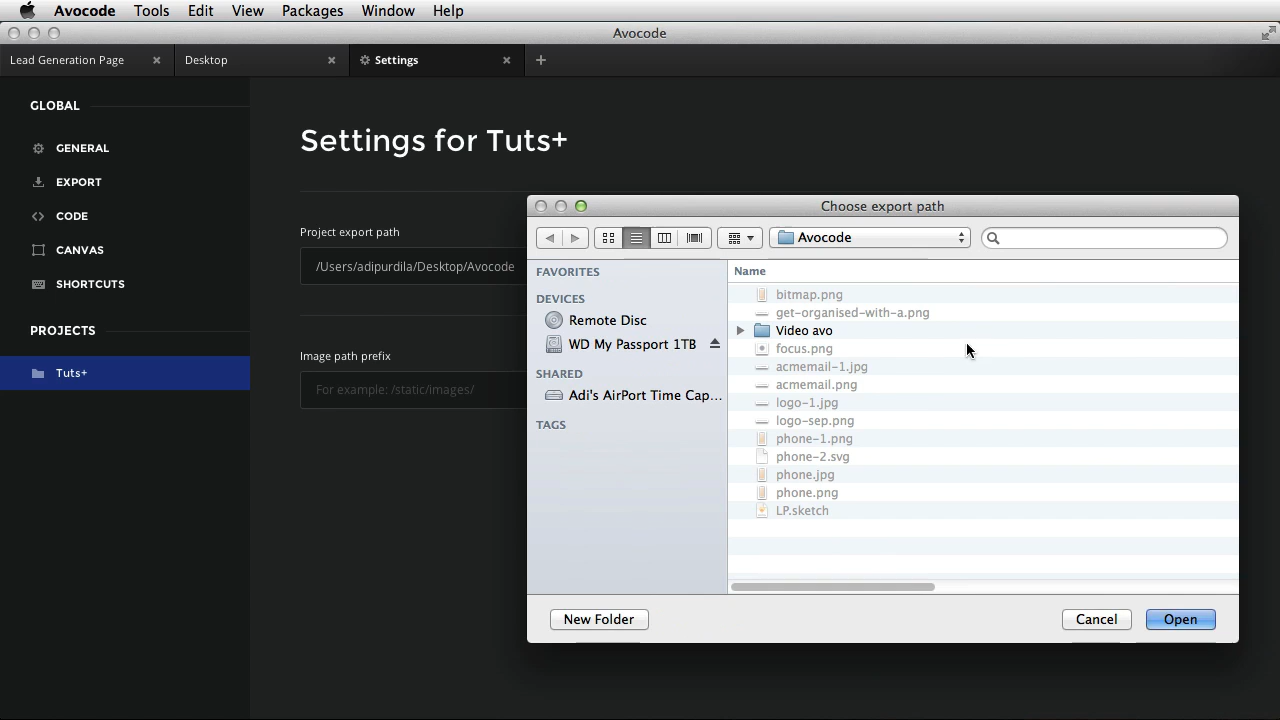 Avocode Tools Edit View Packages Window Help
Avocode
Lead Generation Page
Desktop
Settings
GLOBAL
GENERAL
EXPORT
CODE
CANVAS
SHORTCUTS
PROJECTS
Tuts+
Settings for Tuts+
Project export path
/Users/adipurdila/Desktop/Avocode
Image path prefix
For example: /static/images/
Choose export path
Avocode
FAVORITES
DEVICES
Remote Disc
WD My Passport 1TB
SHARED
Adi's AirPort Time Cap...
TAGS
Name
bitmap.png
get-organised-with-a.png
Video avo
focus.png
acmemail-1.jpg
acmemail.png
logo-1.jpg
logo-sep.png
phone-1.png
phone-2.svg
phone.jpg
phone.png
LP.sketch
New Folder
Cancel
Open